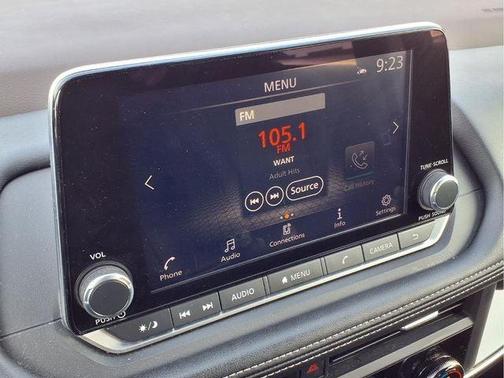 9:23
MENU
FM
105.1
FM
WANT
Adult Hits
Source
Call History
TUNE·SCROLL
PUSH SOUND
Phone
Audio
Connections
Info
Settings
VOL
PUSH
AUDIO
MENU
CAMERA